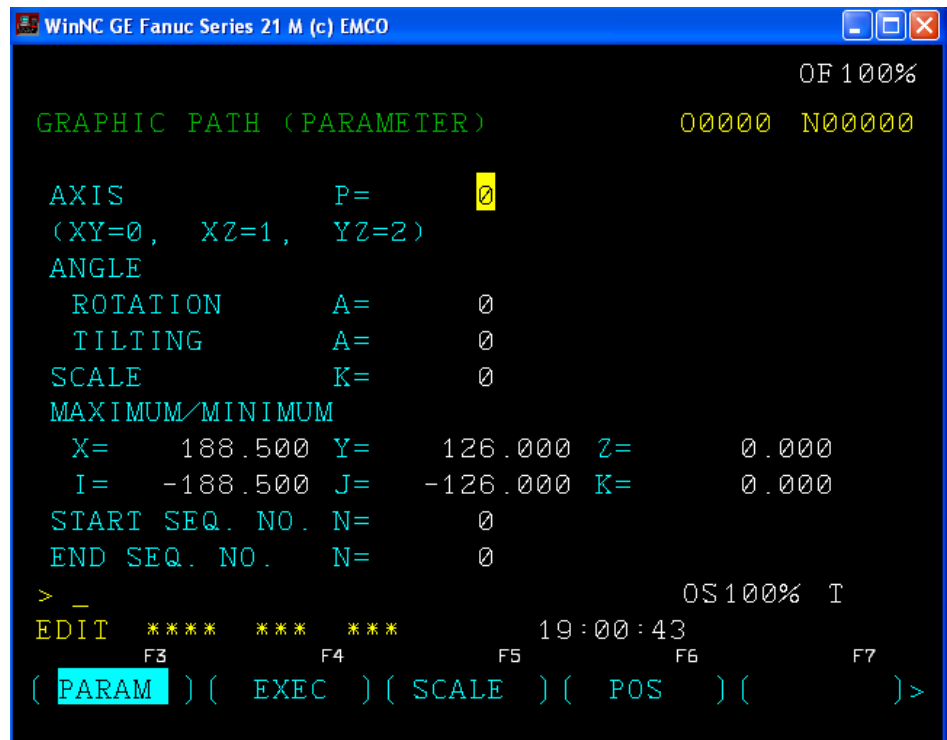 WinNC GE Fanuc Series 21 M (c) EMCO
OF100%
GRAPHIC PATH (PARAMETER) O0000 N00000
AXIS P= 0
(XY=0, XZ=1, YZ=2)
ANGLE
ROTATION A= 0
TILTING A= 0
SCALE K= 0
MAXIMUM/MINIMUM
X= 188.500 Y= 126.000 Z= 0.000
I= -188.500 J= -126.000 K= 0.000
START SEQ. NO. N= 0
END SEQ. NO. N= 0
> _ OS100% T
EDIT **** *** *** 19:00:43
F3 F4 F5 F6 F7
( PARAM )( EXEC )( SCALE )( POS )( )>